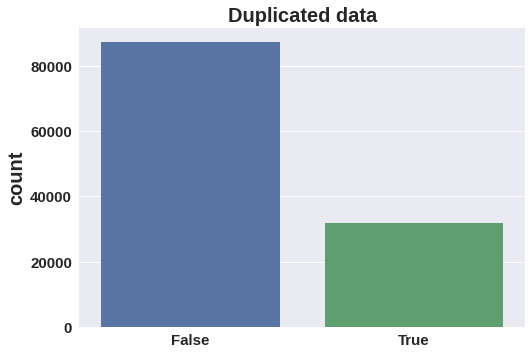 Duplicated data
count
80000
60000
40000
20000
0
False
True